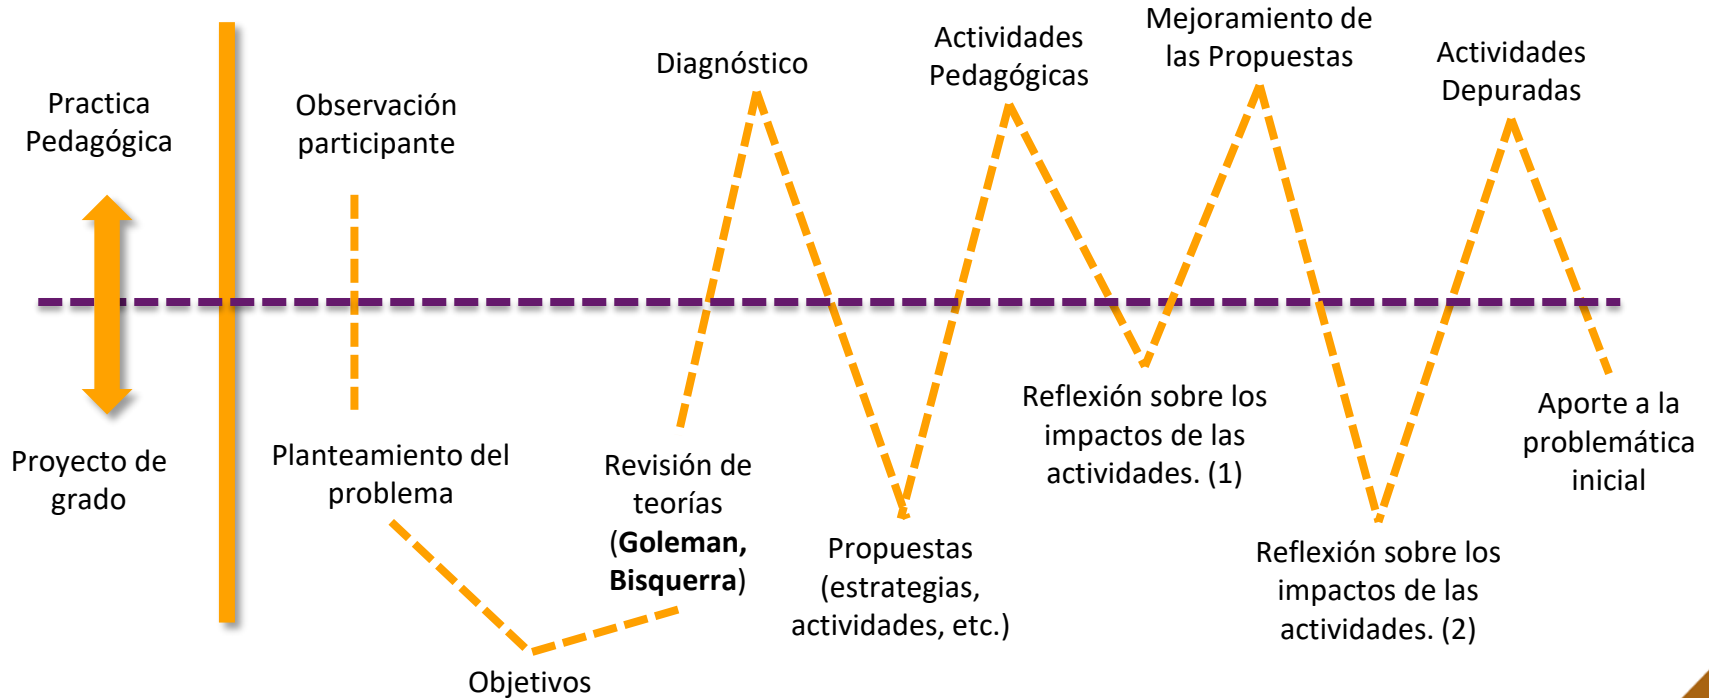 Practica
Pedagógica
Proyecto de
grado
Observación
participante
Planteamiento del
problema
Objetivos
Revisión de
teorías
(Goleman,
Bisquerra)
Diagnóstico
Propuestas
(estrategias,
actividades, etc.)
Actividades
Pedagógicas
Reflexión sobre los
impactos de las
actividades. (1)
Mejoramiento de
las Propuestas
Reflexión sobre los
impactos de las
actividades. (2)
Actividades
Depuradas
Aporte a la
problemática
inicial